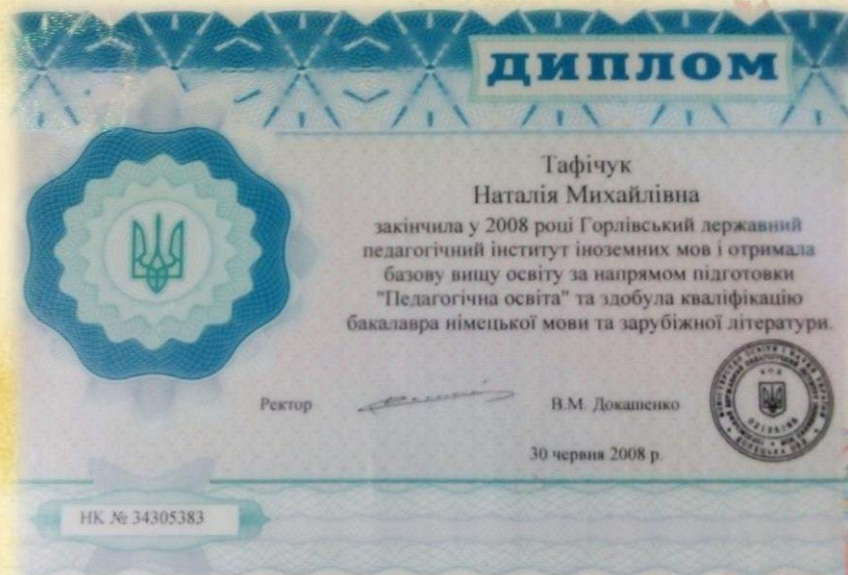 ДИПЛОМ
Тафічук
Наталія Михайлівна
закінчила у 2008 році Горлівський державний
педагогічний інститут іноземних мов і отримала
базову вищу освіту за напрямом підготовки
"Педагогічна освіта" та здобула кваліфікацію
бакалавра німецької мови та зарубіжної літератури.
Ректор В.М. Докашенко
30 червня 2008 р.
НК № 34305383